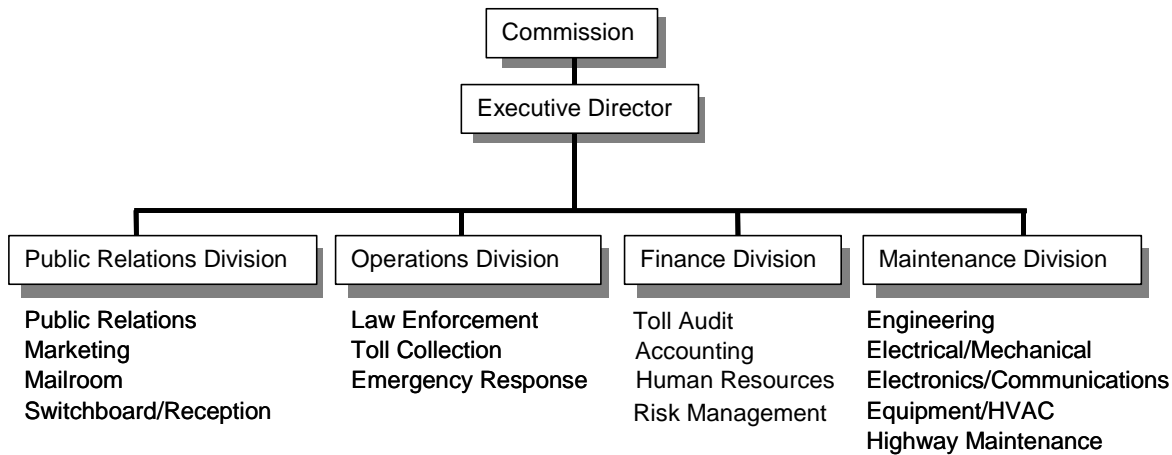 Commission
Executive Director
Public Relations Division
Operations Division
Finance Division
Maintenance Division
Public Relations
Marketing
Mailroom
Switchboard/Reception
Law Enforcement
Toll Collection
Emergency Response
Toll Audit
Accounting
Human Resources
Risk Management
Engineering
Electrical/Mechanical
Electronics/Communications
Equipment/HVAC
Highway Maintenance